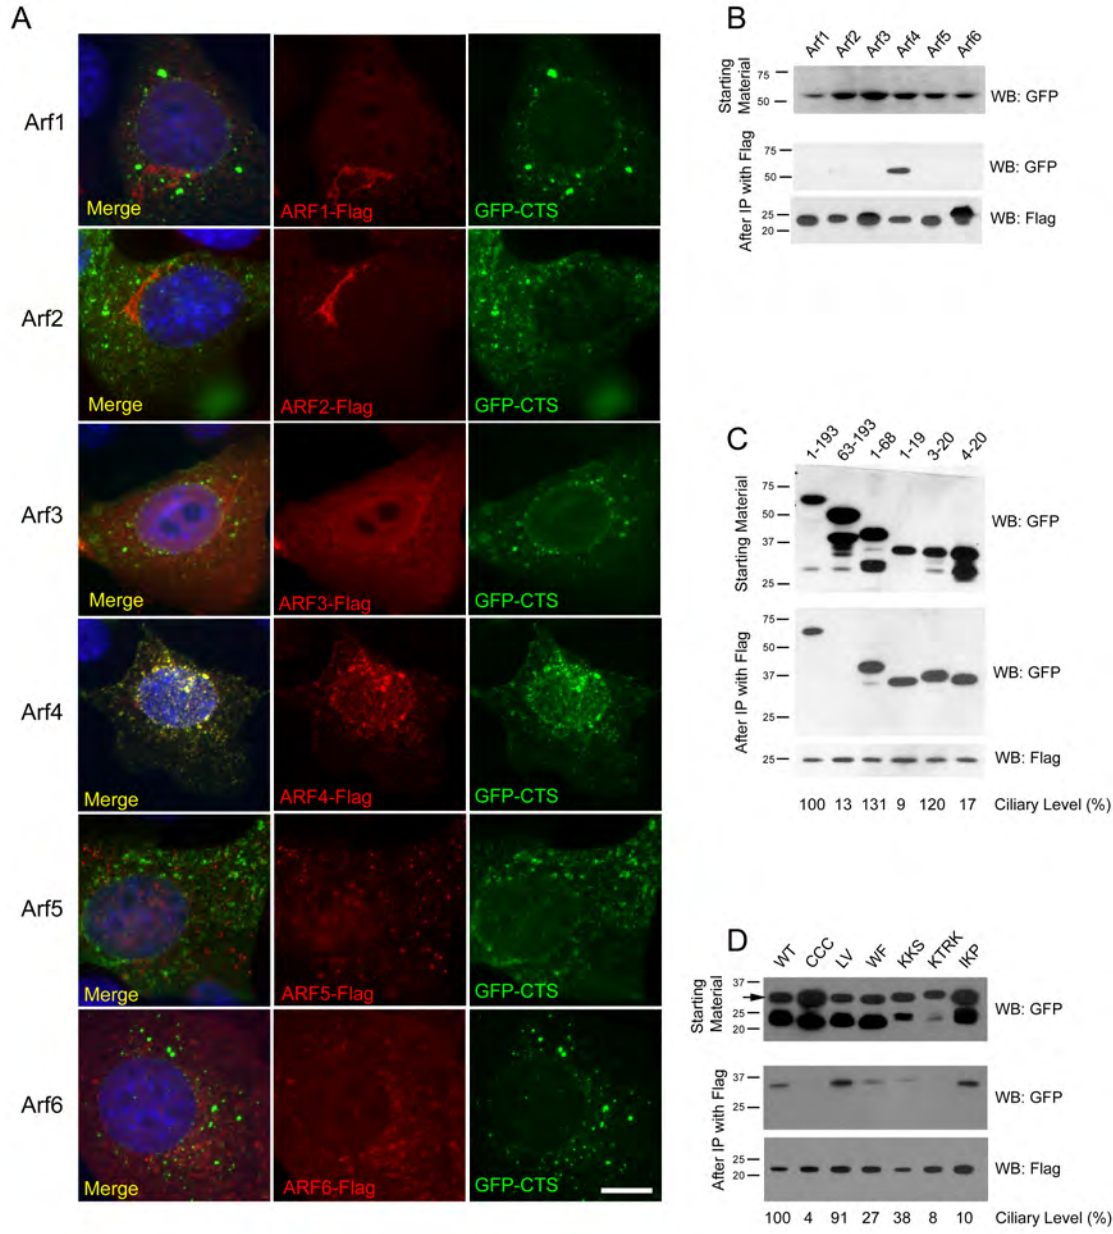 A
Arf1
Merge
ARF1-Flag
GFP-CTS
Arf2
Merge
ARF2-Flag
GFP-CTS
Arf3
Merge
ARF3-Flag
GFP-CTS
Arf4
Merge
ARF4-Flag
GFP-CTS
Arf5
Merge
ARF5-Flag
GFP-CTS
Arf6
Merge
ARF6-Flag
GFP-CTS
B
Arf1 Arf2 Arf3 Arf4 Arf5 Arf6
Starting
Material
75
50
WB: GFP
After IP with Flag
75
50
WB: GFP
25
20
WB: Flag
C
1-193 63-193 1-68 1-19 3-20 4-20
Starting Material
75
50
37
25
WB: GFP
After IP with Flag
75
50
37
25
WB: GFP
25
WB: Flag
100 13 131 9 120 17 Ciliary Level (%)
D
WT CCC LV WF KKS KTRK IKP
Starting
Material
37
25
20
WB: GFP
After IP with Flag
37
25
WB: GFP
25
20
WB: Flag
100 4 91 27 38 8 10 Ciliary Level (%)